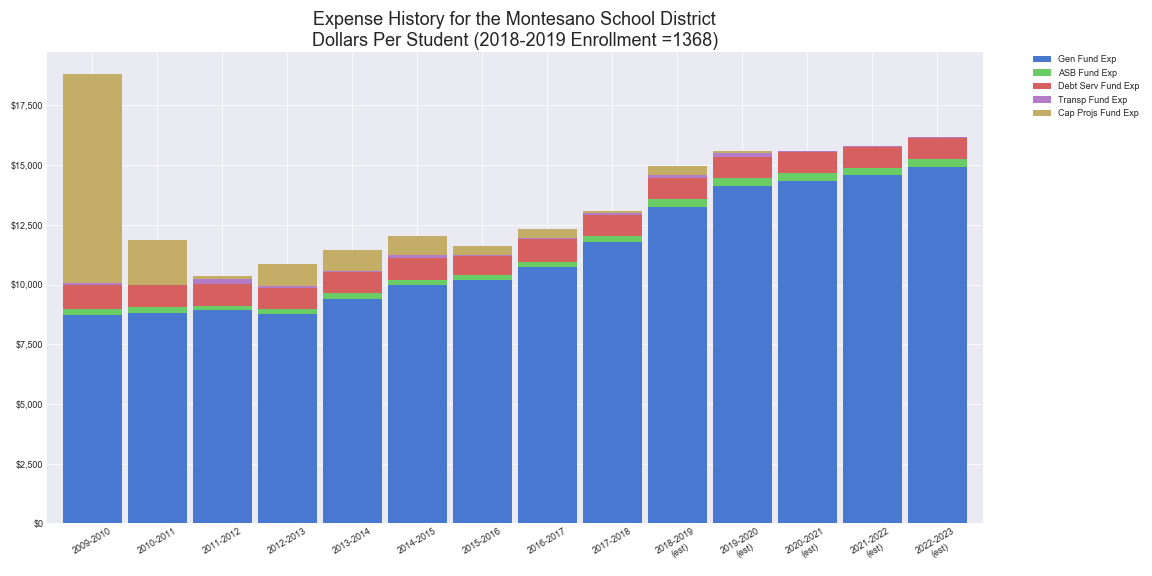 Expense History for the Montesano School District
Dollars Per Student (2018-2019 Enrollment =1368)
Gen Fund Exp
ASB Fund Exp
Debt Serv Fund Exp
Transp Fund Exp
Cap Projs Fund Exp
$17,500
$15,000
$12,500
$10,000
$7,500
$5,000
$2,500
$0
2009-2010
2010-2011
2011-2012
2012-2013
2013-2014
2014-2015
2015-2016
2016-2017
2017-2018
2018-2019
(est)
2019-2020
(est)
2020-2021
(est)
2021-2022
(est)
2022-2023
(est)